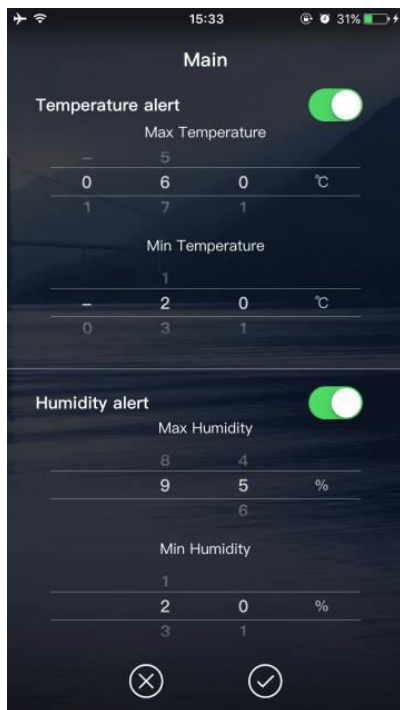 15:33 31%
Main
Temperature alert
Max Temperature
– 5
0 6 0 °C
1 7 1
Min Temperature
1
– 2 0 °C
0 3 1
Humidity alert
Max Humidity
8 4
9 5 %
6
Min Humidity
1
2 0 %
3 1